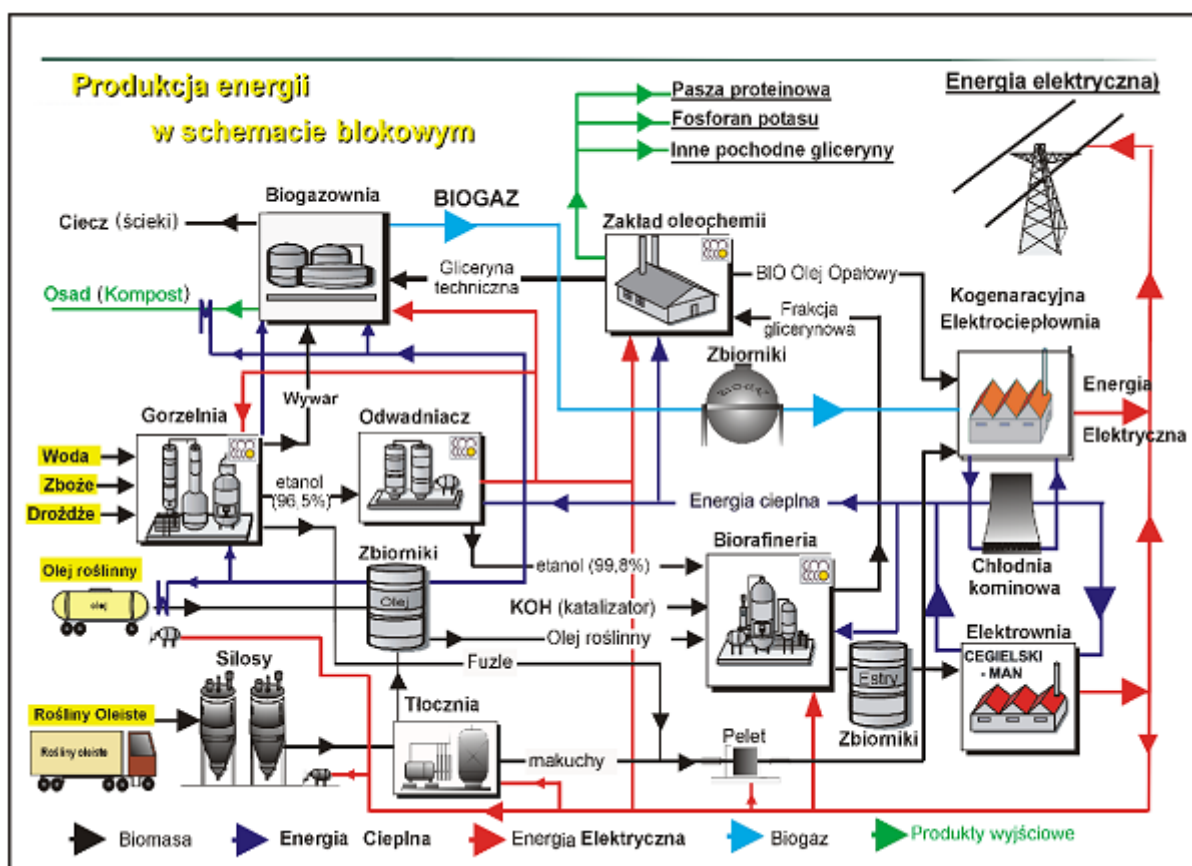 Produkcja energii
w schemacie blokowym
Pasza proteinowa
Fosforan potasu
Inne pochodne gliceryny
Energia elektryczna)
Biogazownia
BIOGAZ
Zakład oleochemii
Ciecz (ścieki)
Gliceryna
techniczna
BIO Olej Opałowy
Osad (Kompost)
Frakcja
glicerynowa
Kogenaracyjna
Elektrociepłownia
Zbiorniki
BIOGAZ
Energia
Elektryczna
Wywar
Gorzelnia
Odwadniacz
Woda
Zboże
Drożdże
etanol
(96,5%)
Energia cieplna
Chłodnia
kominowa
Zbiorniki
Biorafineria
etanol (99,8%)
Olej roślinny
olej
Olej
KOH (katalizator)
Olej roślinny
Elektrownia
CEGIELSKI
- MAN
Fuzle
Silosy
Estry
Rośliny Oleiste
Tłocznia
Pelet
Zbiorniki
Rośliny oleiste
makuchy
Biomasa
Energia Cieplna
Energia Elektryczna
Biogaz
Produkty wyjściowe